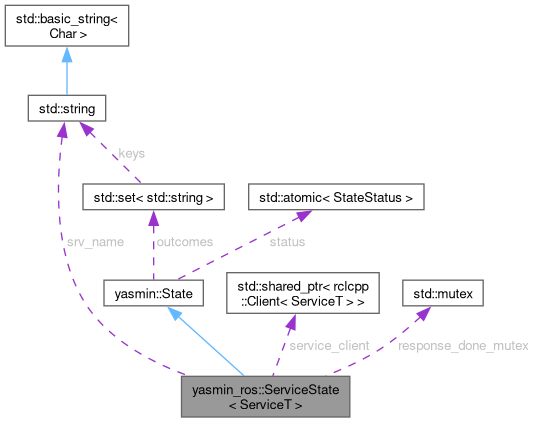 std::basic_string<
Char >
std::string
keys
std::set< std::string >
std::atomic< StateStatus >
srv_name
outcomes
status
yasmin::State
std::shared_ptr< rclcpp
::Client< ServiceT > >
std::mutex
service_client
response_done_mutex
yasmin_ros::ServiceState
< ServiceT >